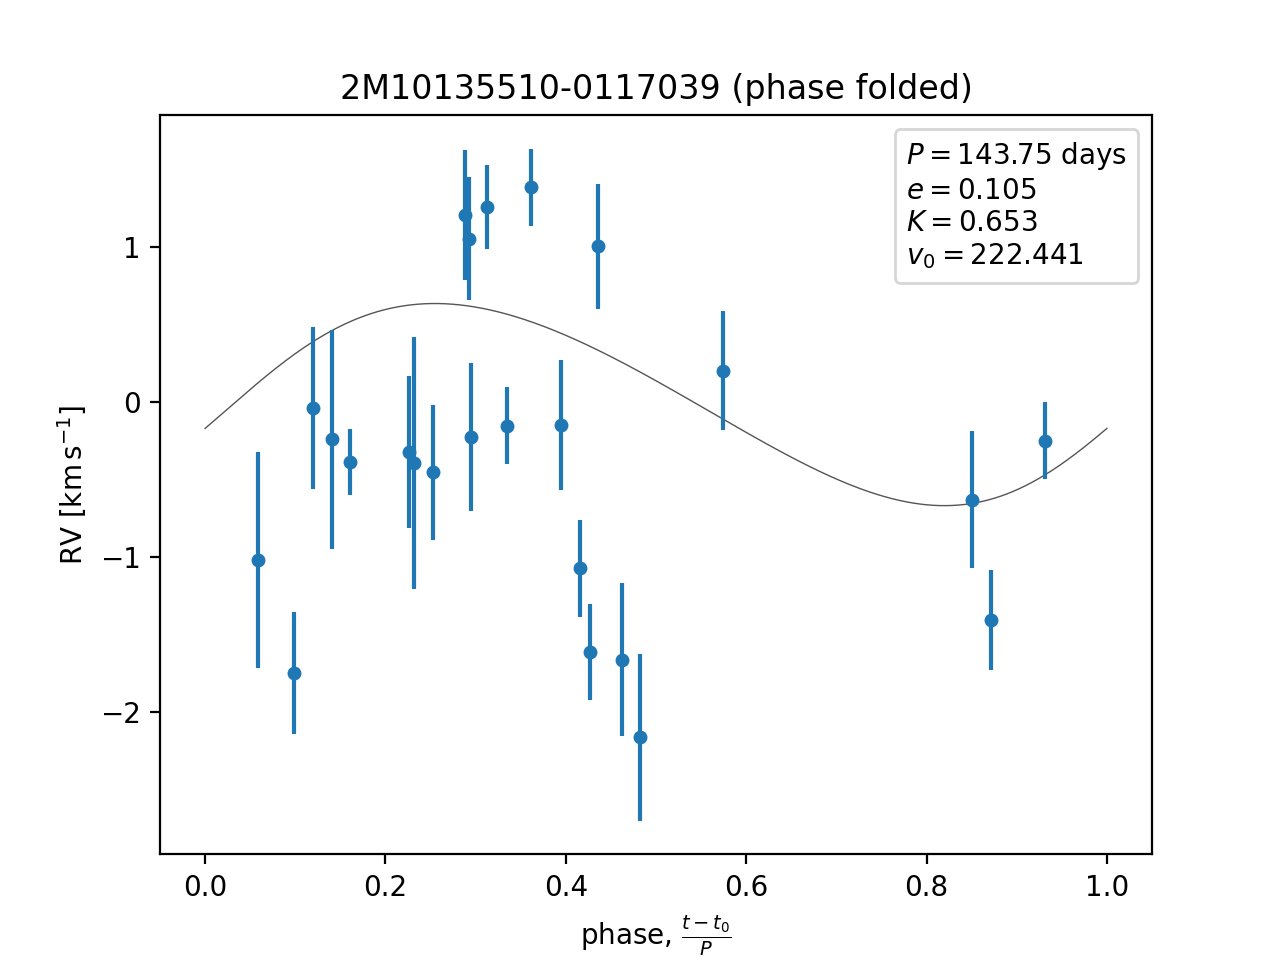 2M10135510-0117039 (phase folded)
P = 143.75 days
e = 0.105
K = 0.653
v₀ = 222.441
1
0
−1
−2
RV [km s⁻¹]
0.0 0.2 0.4 0.6 0.8 1.0
phase, (t − t₀)/P